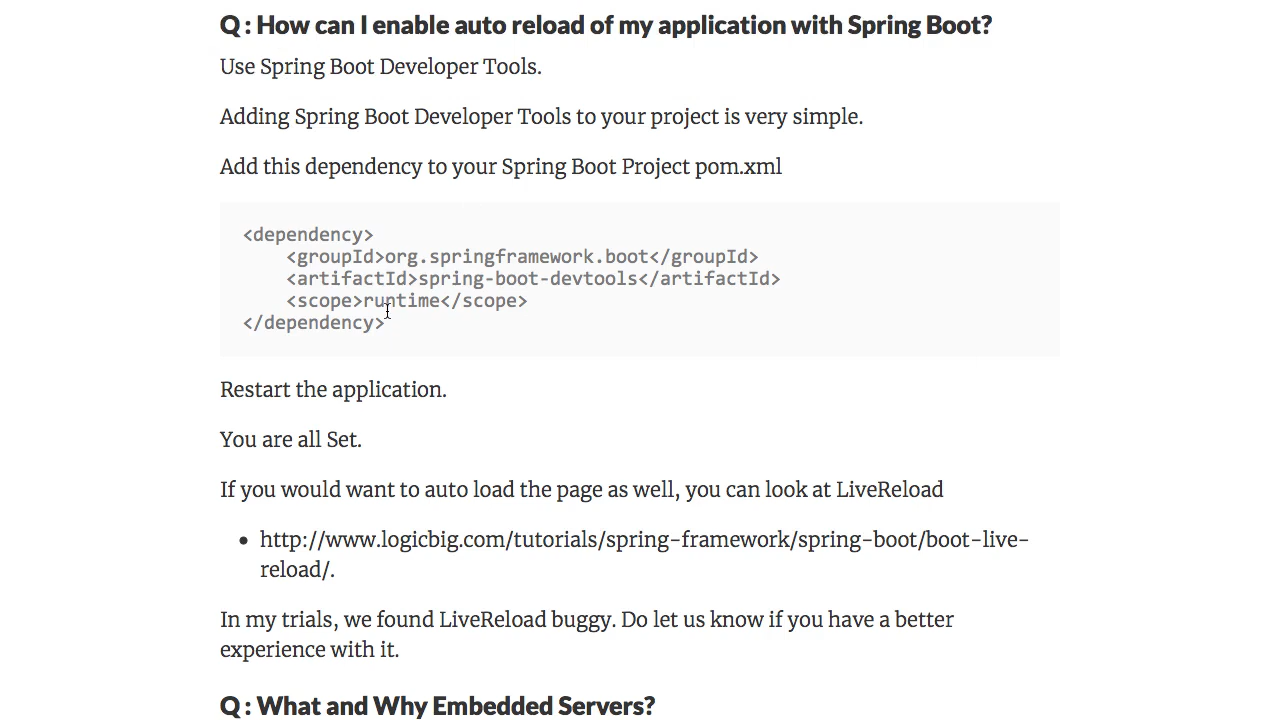 Q : How can I enable auto reload of my application with Spring Boot?
Use Spring Boot Developer Tools.
Adding Spring Boot Developer Tools to your project is very simple.
Add this dependency to your Spring Boot Project pom.xml
<dependency>
    <groupId>org.springframework.boot</groupId>
    <artifactId>spring-boot-devtools</artifactId>
    <scope>runtime</scope>
</dependency>
Restart the application.
You are all Set.
If you would want to auto load the page as well, you can look at LiveReload
• http://www.logicbig.com/tutorials/spring-framework/spring-boot/boot-live-
reload/.
In my trials, we found LiveReload buggy. Do let us know if you have a better
experience with it.
Q : What and Why Embedded Servers?